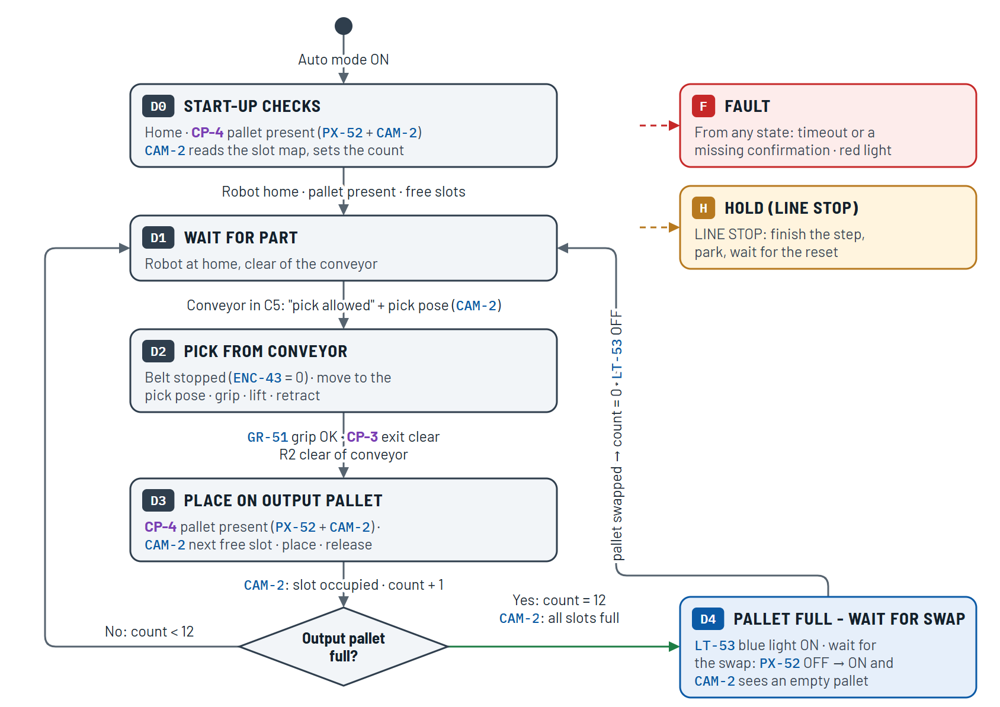 Auto mode ON
D0 START-UP CHECKS
Home · CP-4 pallet present (PX-52 + CAM-2)
CAM-2 reads the slot map, sets the count
F FAULT
From any state: timeout or a
missing confirmation · red light
Robot home · pallet present · free slots
H HOLD (LINE STOP)
LINE STOP: finish the step,
park, wait for the reset
D1 WAIT FOR PART
Robot at home, clear of the conveyor
Conveyor in C5: "pick allowed" + pick pose (CAM-2)
D2 PICK FROM CONVEYOR
Belt stopped (ENC-43 = 0) · move to the
pick pose · grip · lift · retract
GR-51 grip OK · CP-3 exit clear
R2 clear of conveyor
pallet swapped → count = 0 · LT-53 OFF
D3 PLACE ON OUTPUT PALLET
CP-4 pallet present (PX-52 + CAM-2) ·
CAM-2 next free slot · place · release
CAM-2: slot occupied · count + 1
Output pallet
full?
No: count < 12
Yes: count = 12
CAM-2: all slots full
D4 PALLET FULL - WAIT FOR SWAP
LT-53 blue light ON · wait for
the swap: PX-52 OFF → ON and
CAM-2 sees an empty pallet